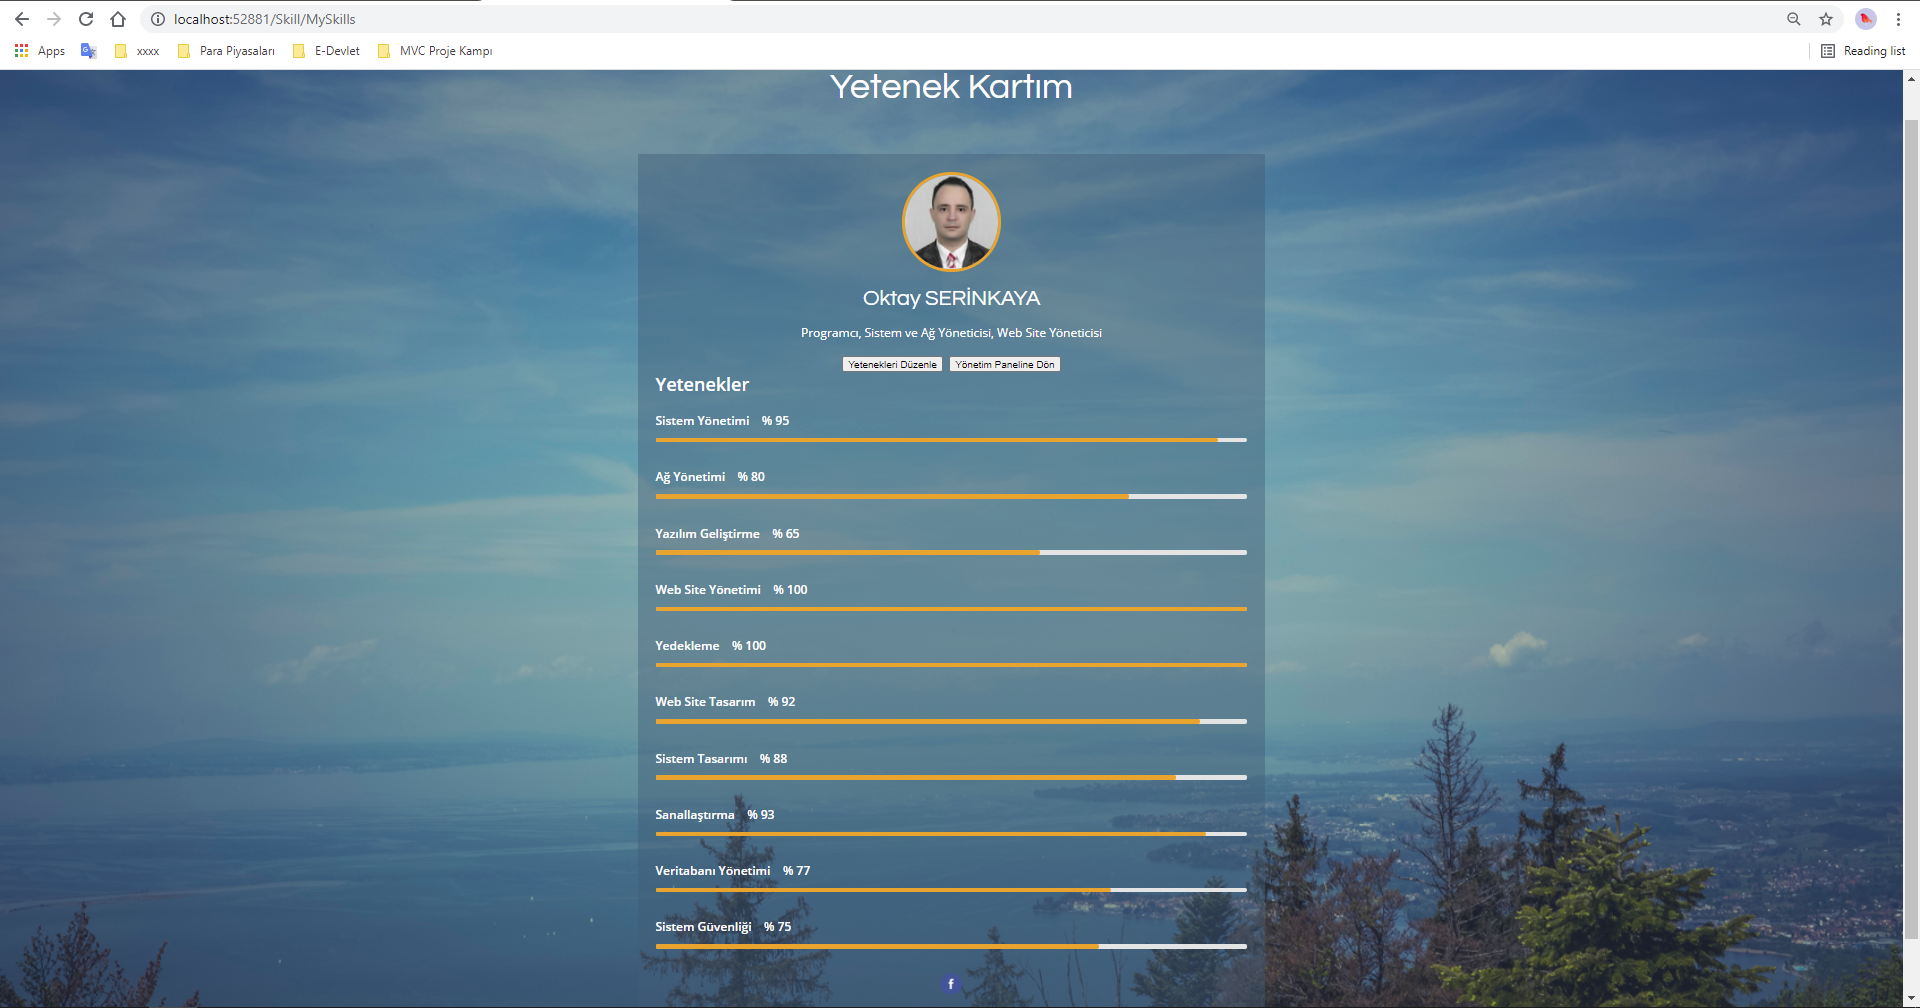 localhost:52881/Skill/MySkills
Apps xxxx Para Piyasaları E-Devlet MVC Proje Kampı Reading list
Yetenek Kartım
Oktay SERİNKAYA
Programcı, Sistem ve Ağ Yöneticisi, Web Site Yöneticisi
Yetenekleri Düzenle Yönetim Paneline Dön
Yetenekler
Sistem Yönetimi % 95
Ağ Yönetimi % 80
Yazılım Geliştirme % 65
Web Site Yönetimi % 100
Yedekleme % 100
Web Site Tasarım % 92
Sistem Tasarımı % 88
Sanallaştırma % 93
Veritabanı Yönetimi % 77
Sistem Güvenliği % 75
f